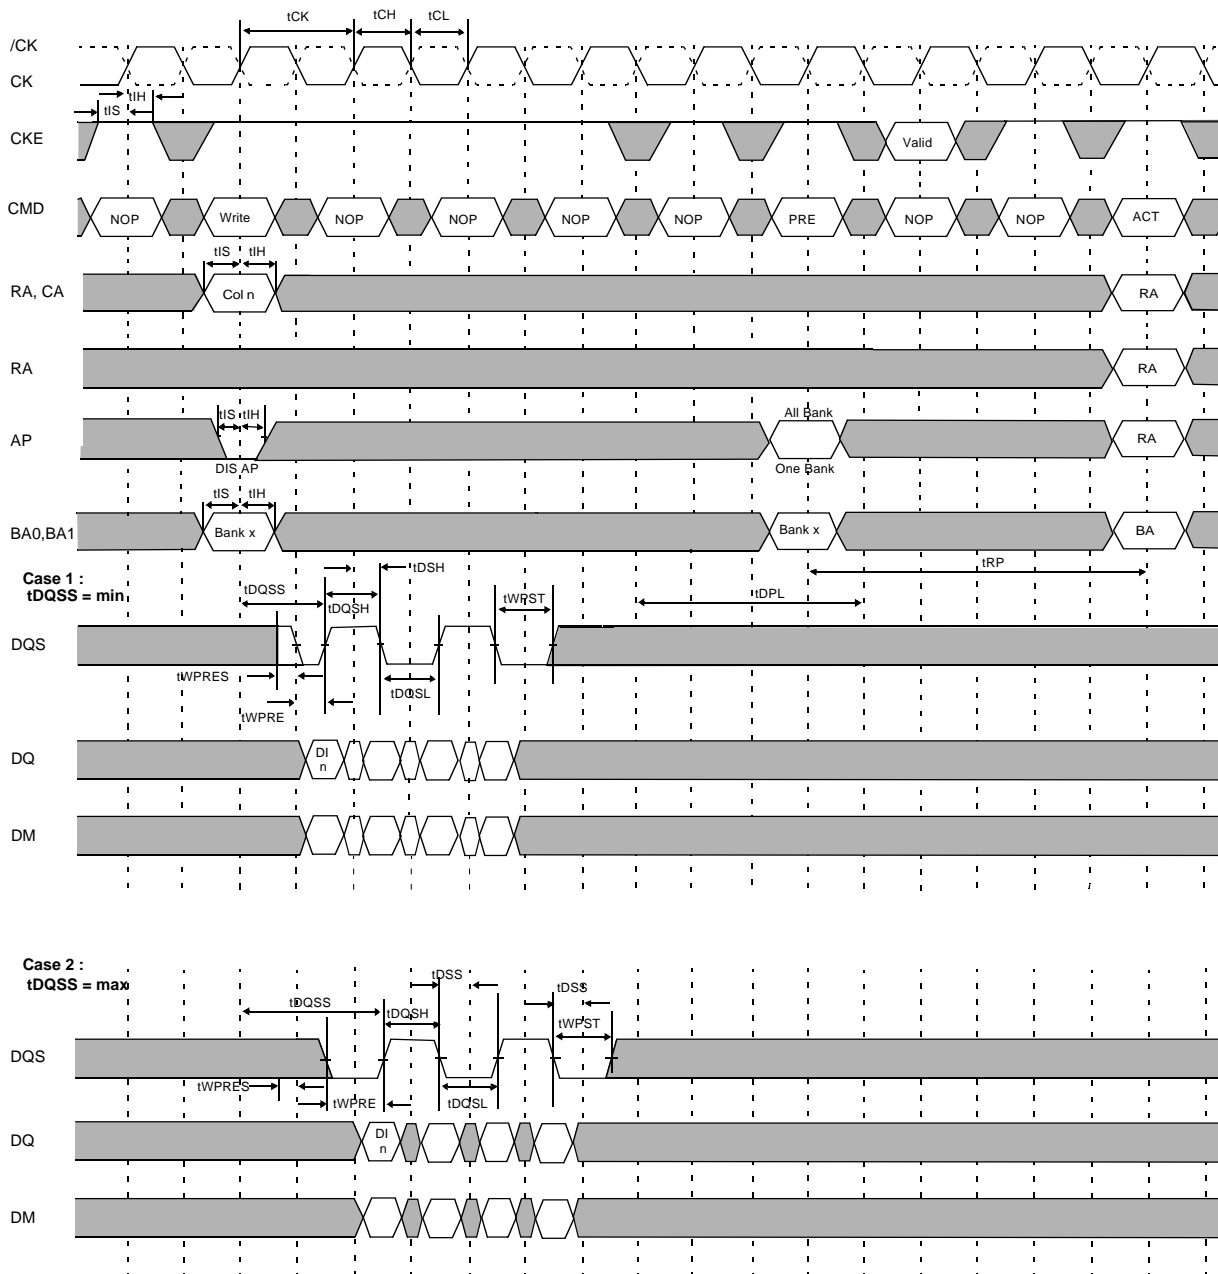 tCK tCH tCL
/CK
CK
tIH
tIS
CKE Valid
CMD NOP Write NOP NOP NOP NOP PRE NOP NOP ACT
tIS tIH
RA, CA Col n RA
RA RA
tIS tIH All Bank
AP RA
DIS AP One Bank
tIS tIH
BA0,BA1 Bank x Bank x BA
Case 1 :
tDQSS = min
tDSH tRP
tDQSS tDQSH tWPST tDPL
DQS
tWPRES tDQSL
tWPRE
DQ DI
n
DM
Case 2 :
tDQSS = max
tDSS tDSS
tDQSS tDQSH tWPST
DQS
tWPRES tWPRE tDQSL
DQ DI
n
DM